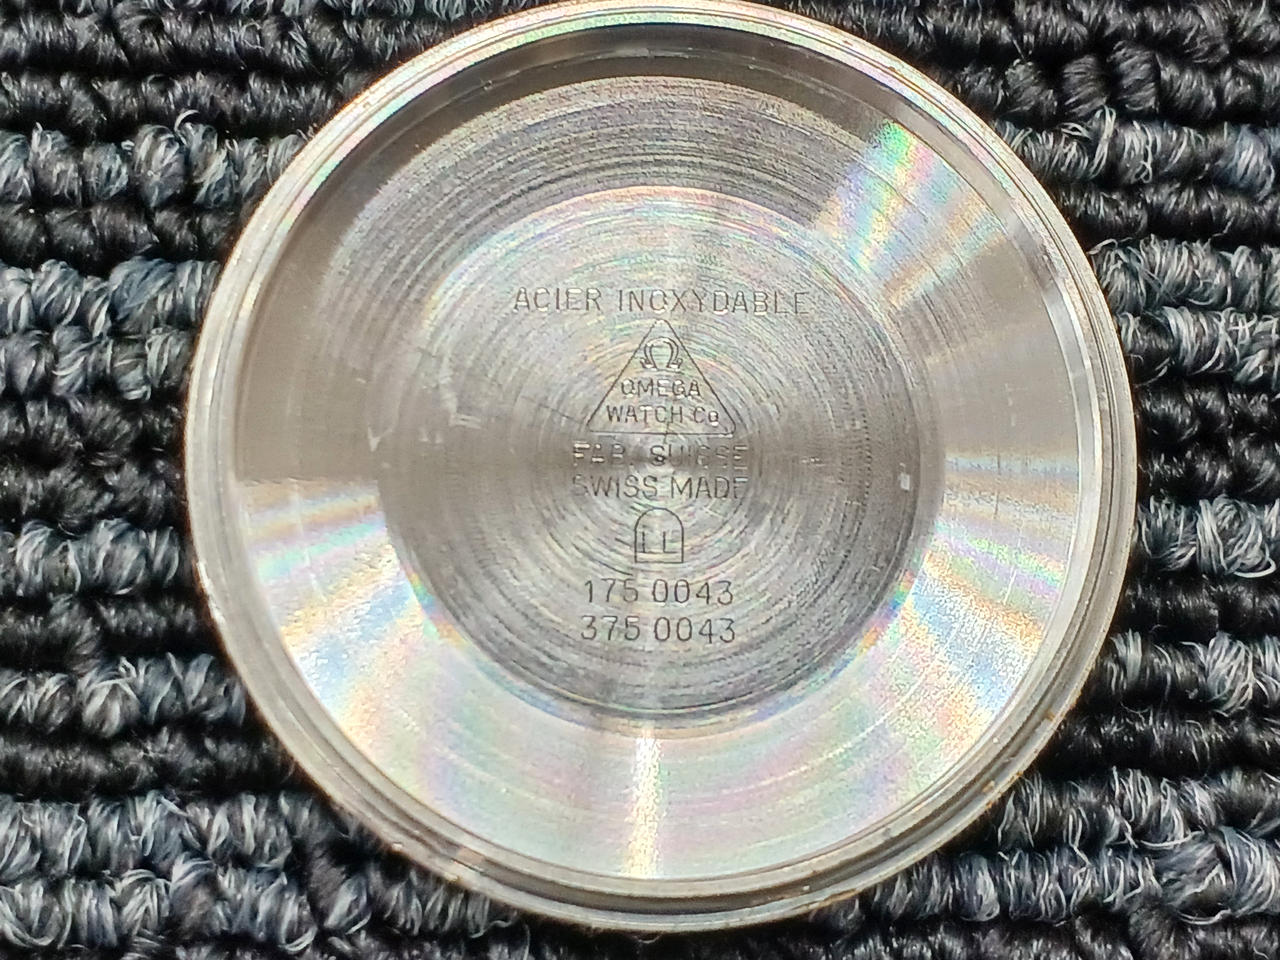 ACIER INOXYDABLE
Ω
OMEGA
WATCH Co
FAB. SUISSE
SWISS MADE
175 0043
375 0043